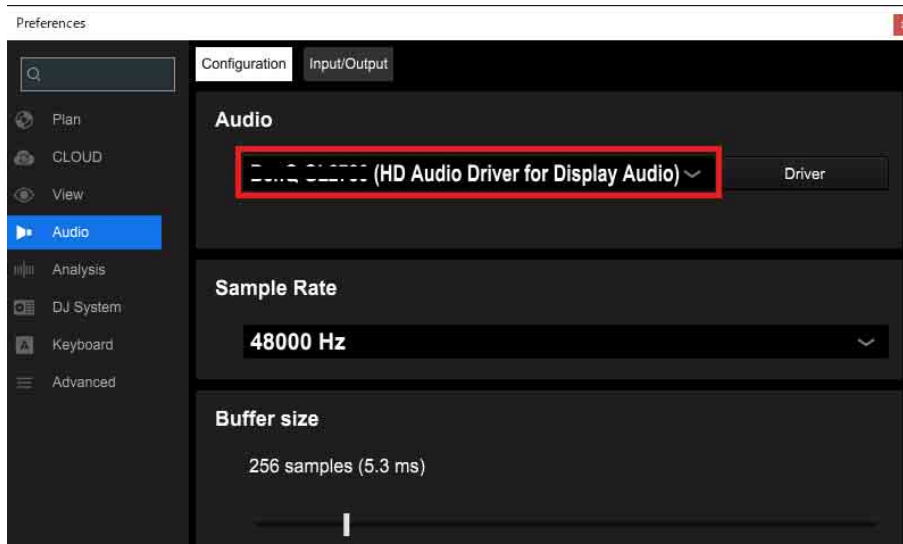 Preferences
Configuration
Input/Output
Plan
CLOUD
View
Audio
Analysis
DJ System
Keyboard
Advanced
Audio
(HD Audio Driver for Display Audio)
Driver
Sample Rate
48000 Hz
Buffer size
256 samples (5.3 ms)